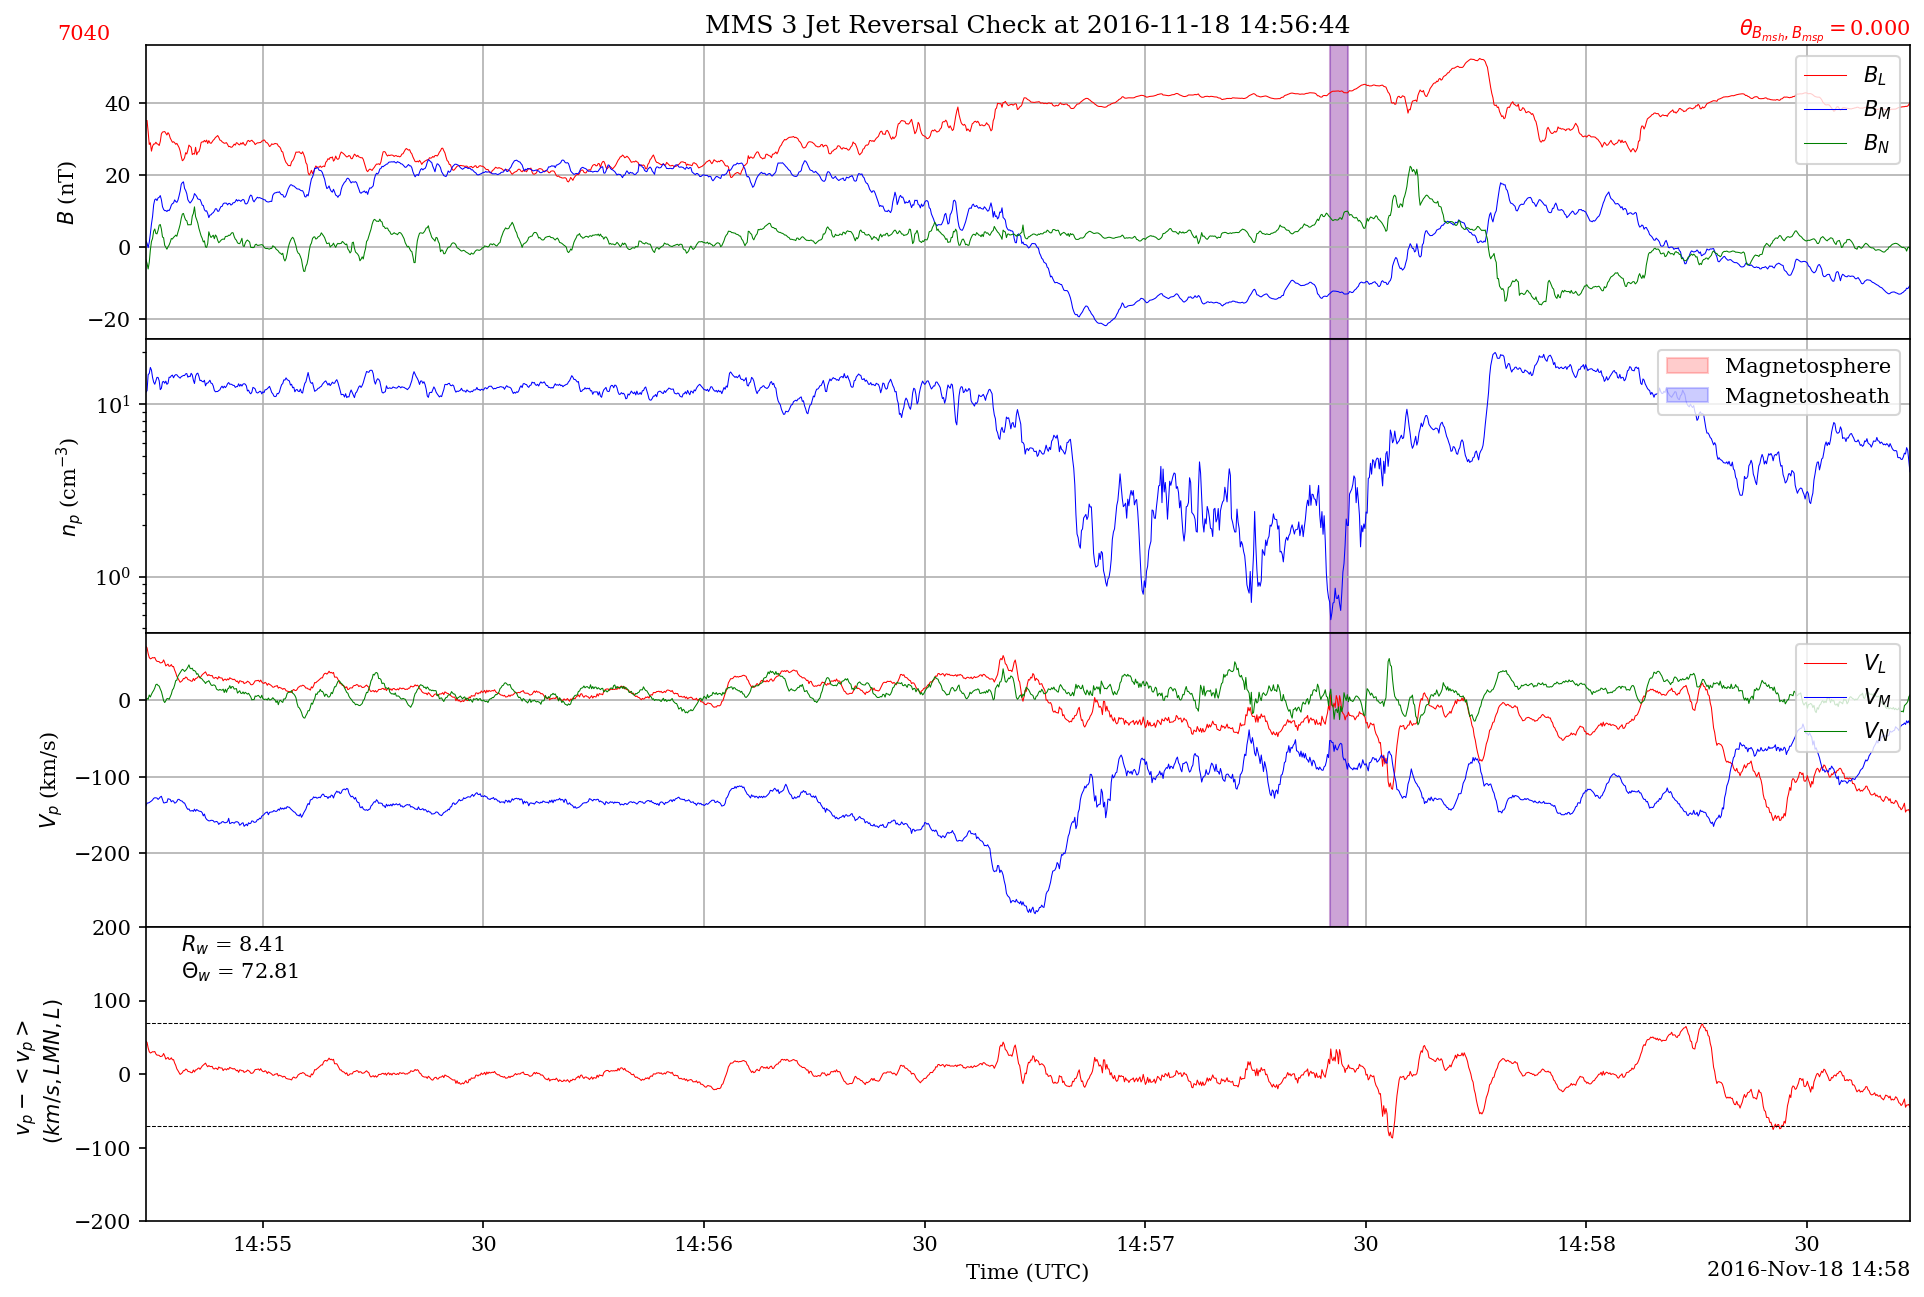 7040
MMS 3 Jet Reversal Check at 2016-11-18 14:56:44
θ_{B_{msh}, B_{msp}} = 0.000
B (nT)
40
20
0
−20
B_L
B_M
B_N
n_p (cm^{−3})
10^1
10^0
Magnetosphere
Magnetosheath
V_p (km/s)
0
−100
−200
V_L
V_M
V_N
v_p − < v_p >
(km/s, LMN, L)
200
100
0
−100
−200
R_w = 8.41
Θ_w = 72.81
14:55 30 14:56 30 14:57 30 14:58 30
Time (UTC)
2016-Nov-18 14:58